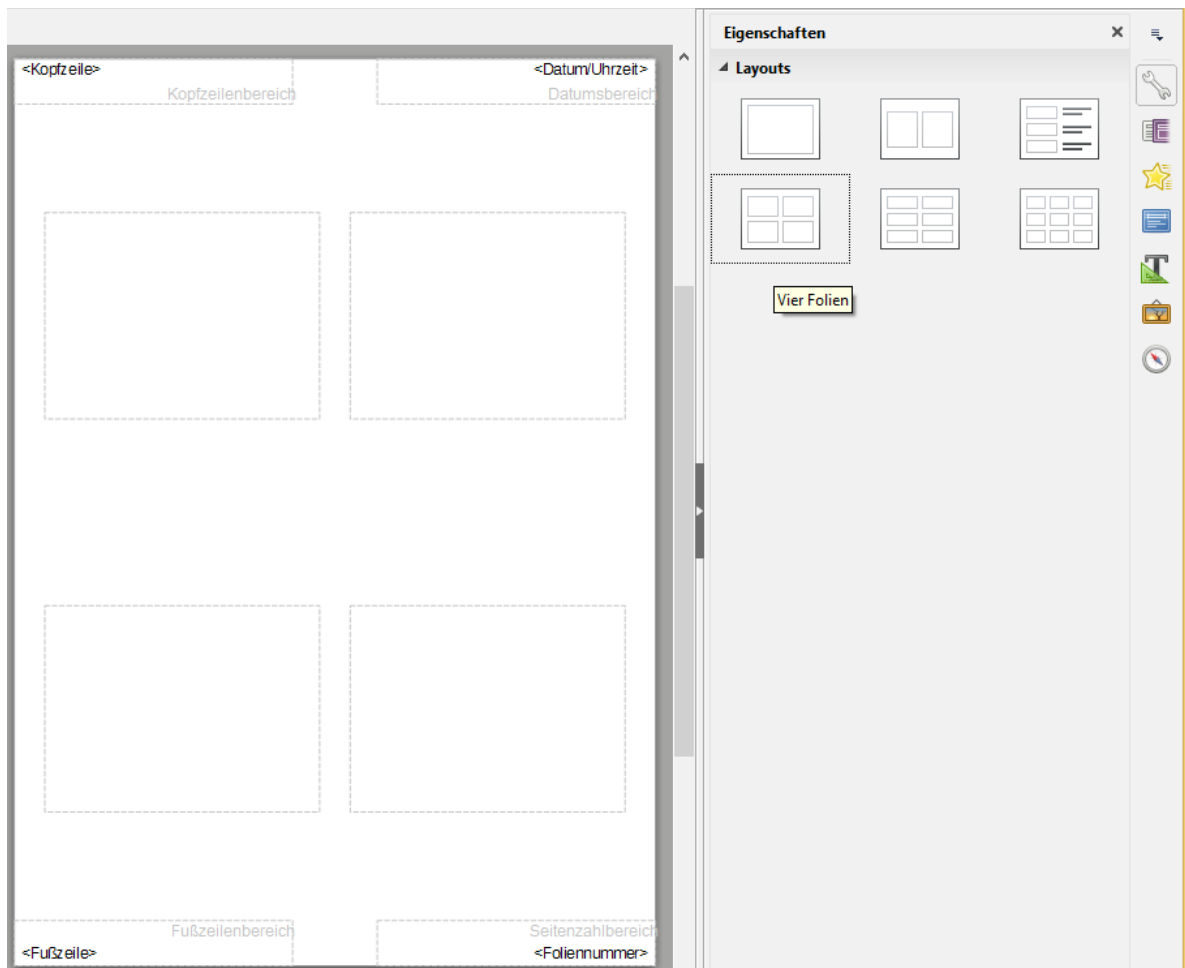 <Kopfzeile>
Kopfzeilenbereich
<Datum/Uhrzeit>
Datumsbereich
Fußzeilenbereich
<Fußzeile>
Seitenzahlbereich
<Foliennummer>
Eigenschaften
Layouts
Vier Folien